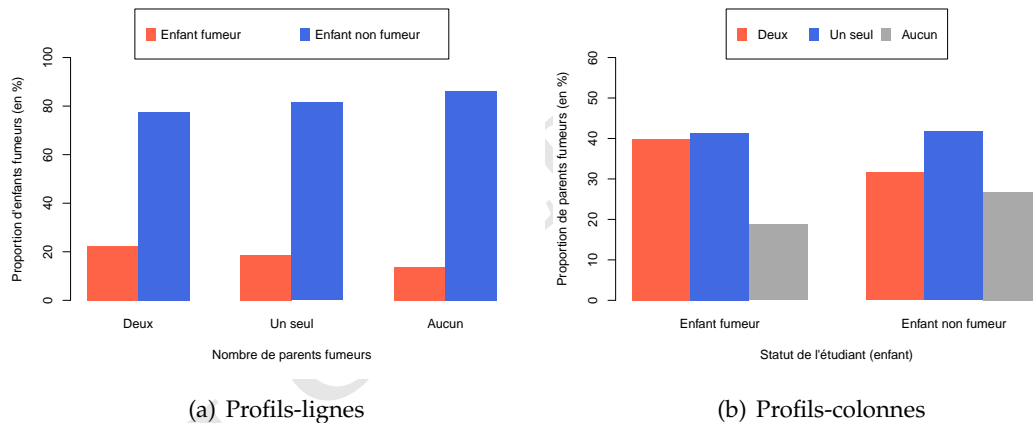 Enfant fumeur Enfant non fumeur
Proportion d'enfants fumeurs (en %)
100
80
60
40
20
0
Deux Un seul Aucun
Nombre de parents fumeurs
(a) Profils-lignes
Deux Un seul Aucun
Proportion de parents fumeurs (en %)
60
50
40
30
20
10
0
Enfant fumeur Enfant non fumeur
Statut de l'étudiant (enfant)
(b) Profils-colonnes